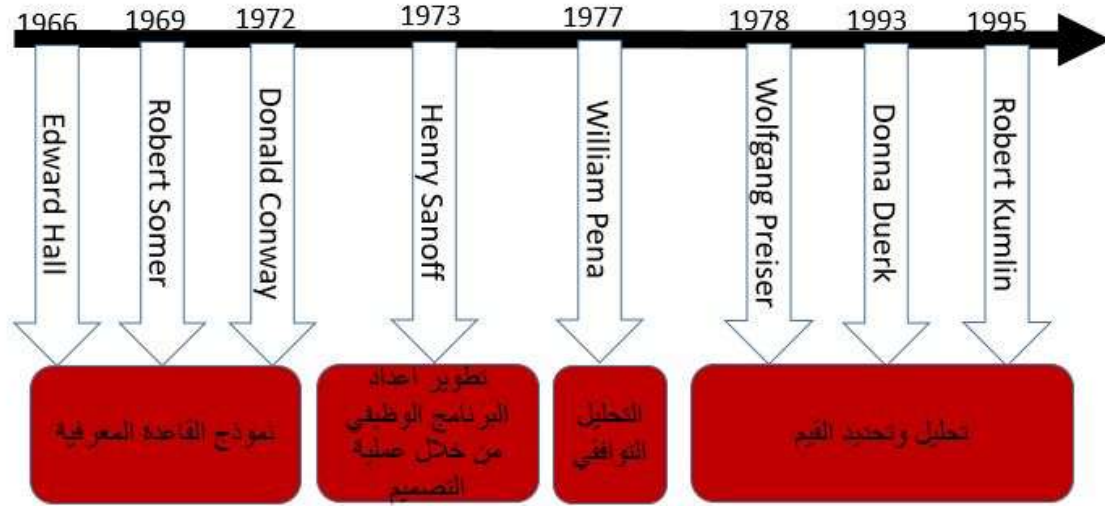 1966
1969
1972
1973
1977
1978
1993
1995
Edward Hall
Robert Somer
Donald Conway
Henry Sanoff
William Pena
Wolfgang Preiser
Donna Duerk
Robert Kumlin
نموذج القاعدة المعرفية
تطوير اعداد
البرنامج الوظيفي
من خلال عملية
التصميم
التحليل
التوافقي
تحليل وتحديد القيم